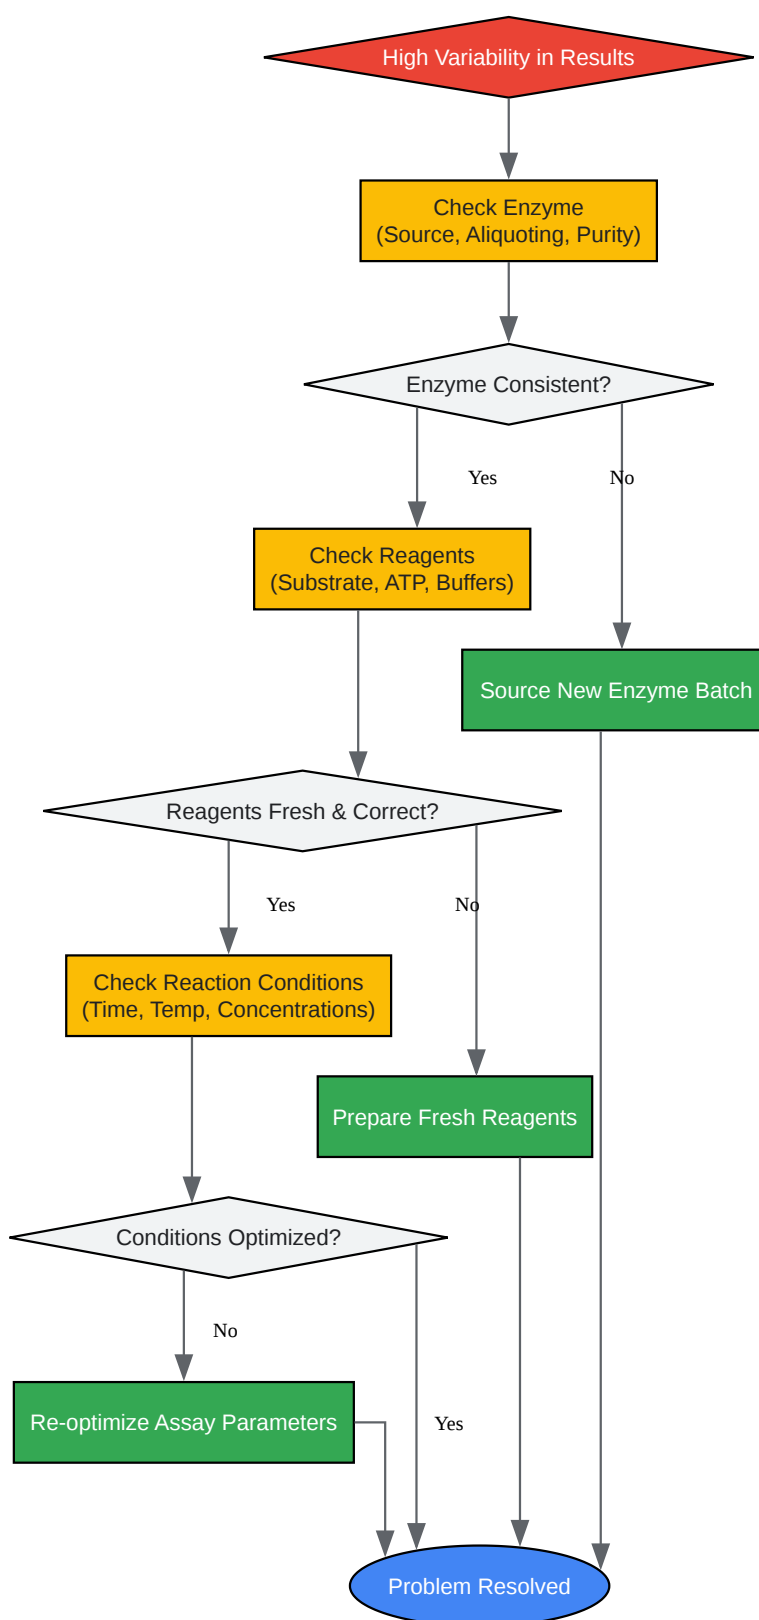 High Variability in Results
Check Enzyme
(Source, Aliquoting, Purity)
Enzyme Consistent?
Yes
No
Check Reagents
(Substrate, ATP, Buffers)
Source New Enzyme Batch
Reagents Fresh & Correct?
Yes
No
Check Reaction Conditions
(Time, Temp, Concentrations)
Prepare Fresh Reagents
Conditions Optimized?
No
Re-optimize Assay Parameters
Yes
Problem Resolved